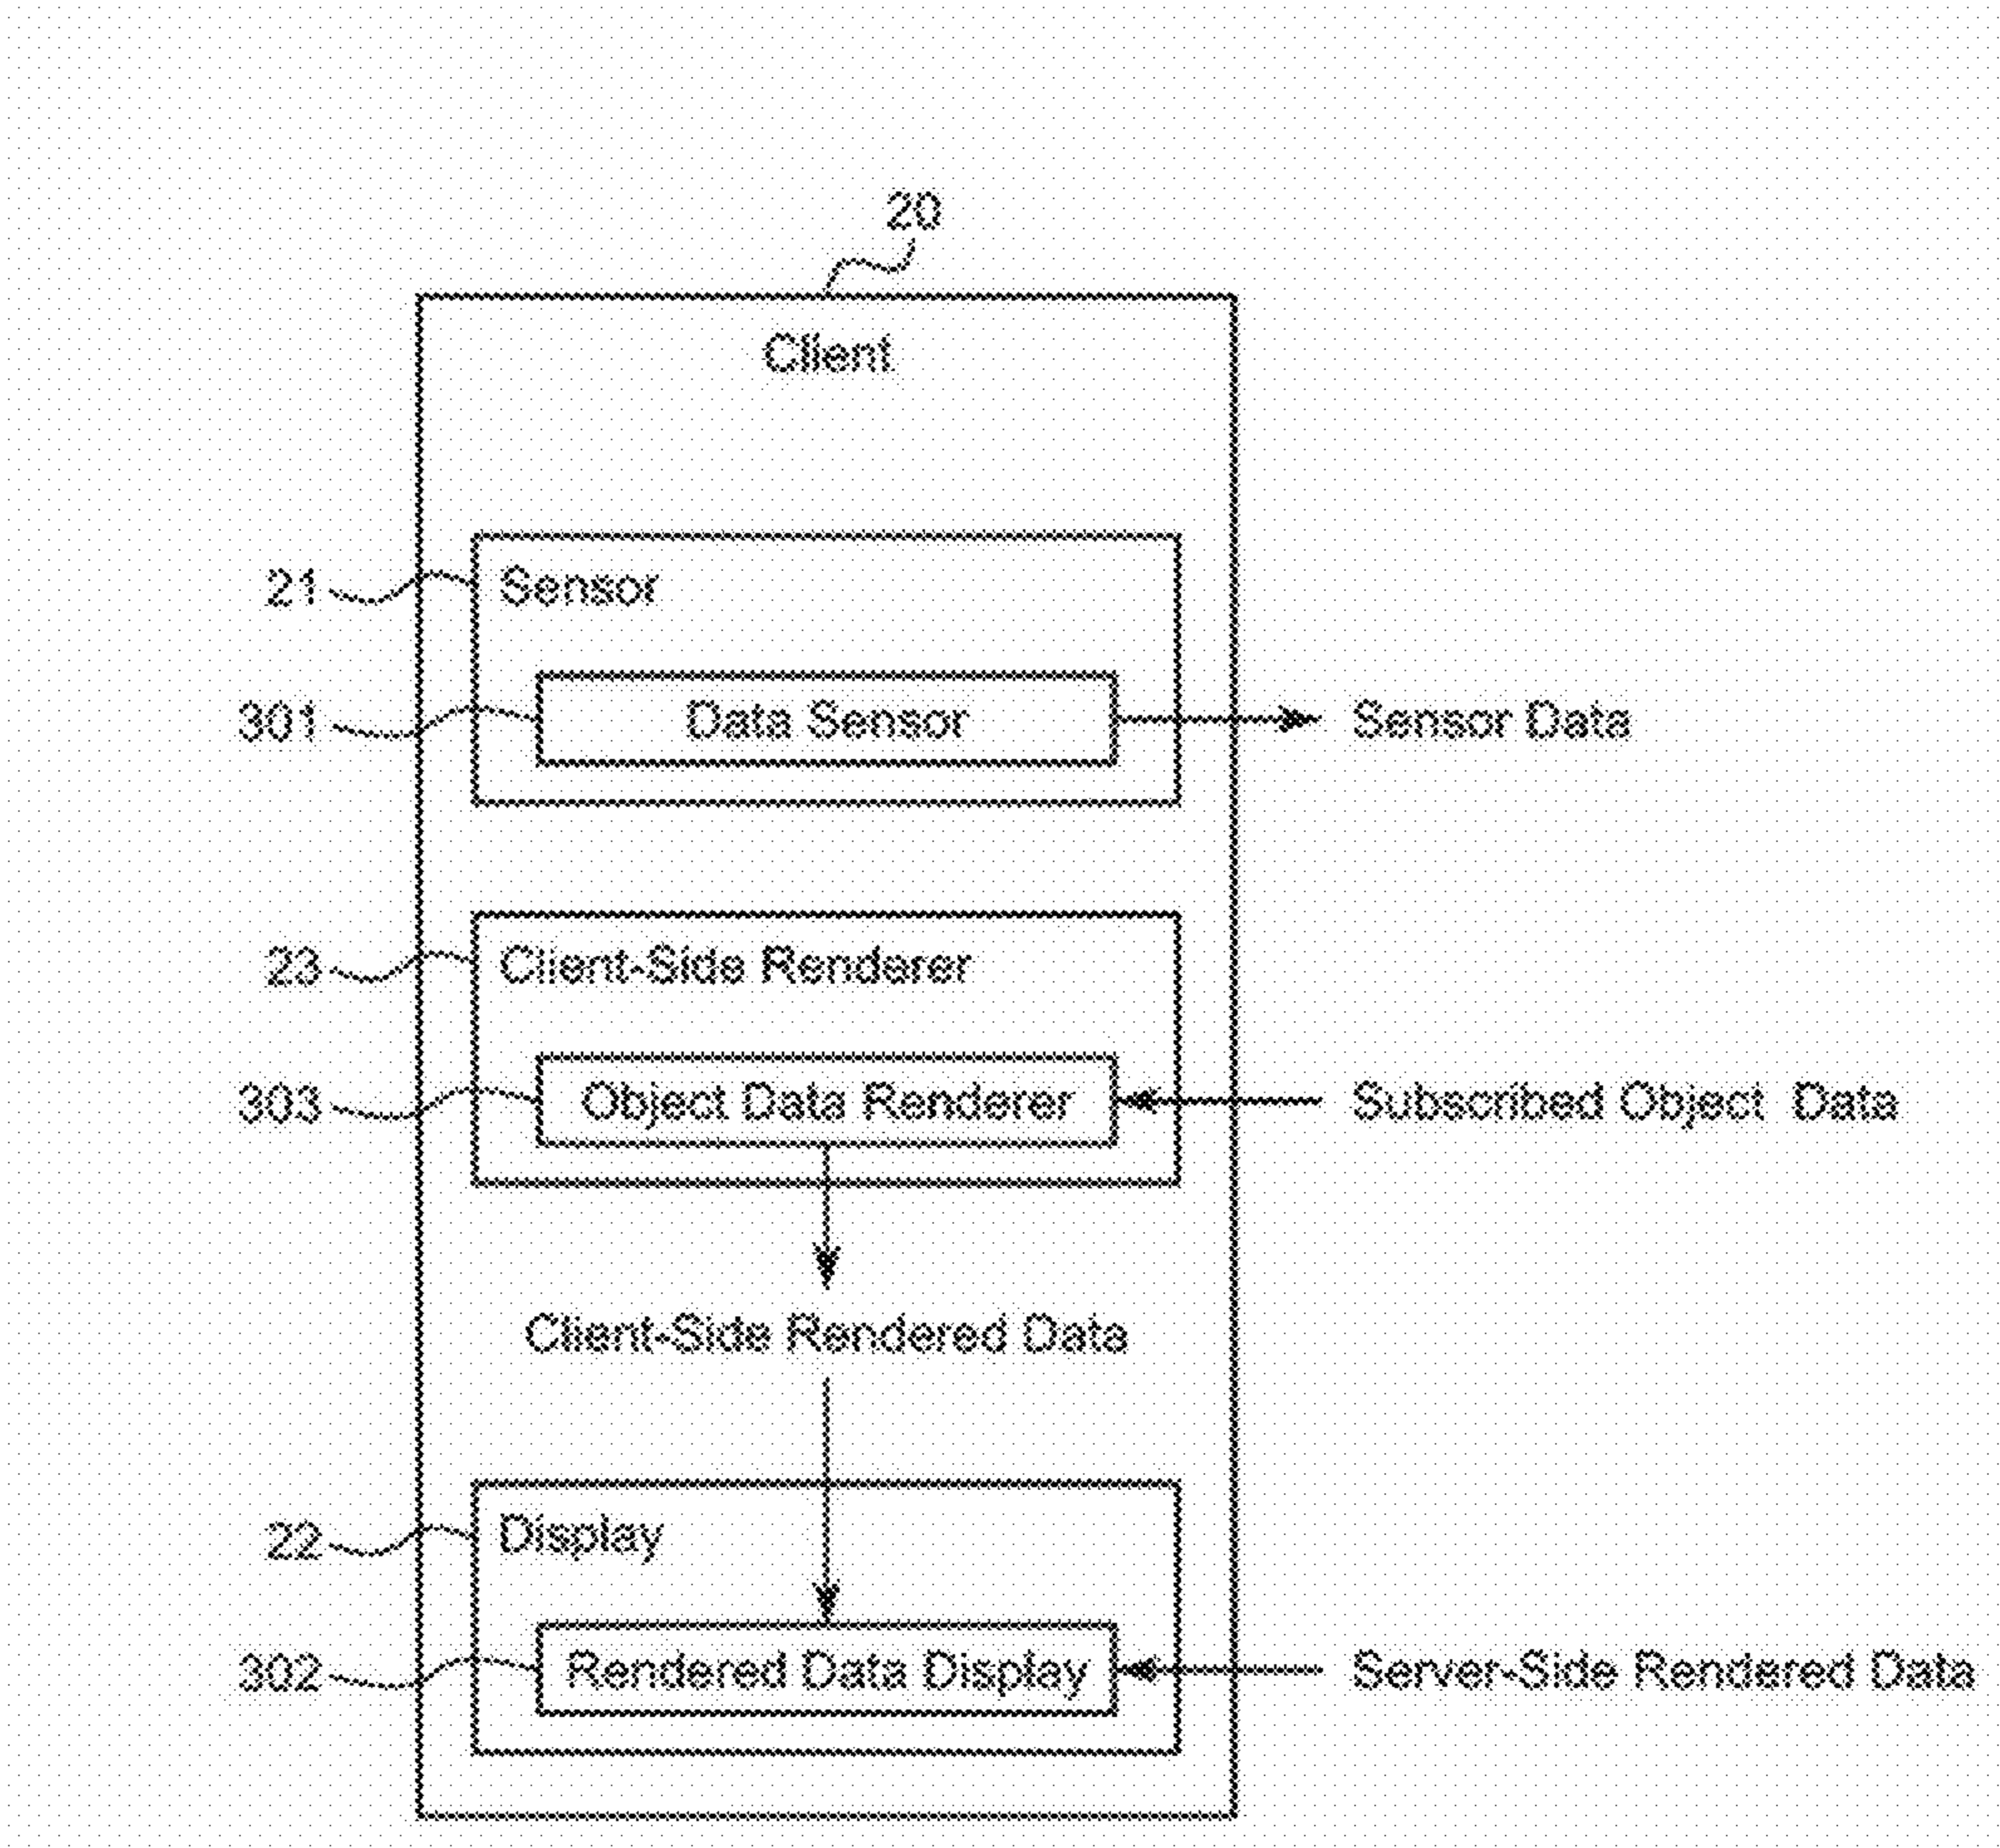 20
Client
21
Sensor
301
Data Sensor
Sensor Data
23
Client-Side Renderer
303
Object Data Renderer
Subscribed Object Data
Client-Side Rendered Data
22
Display
302
Rendered Data Display
Server-Side Rendered Data